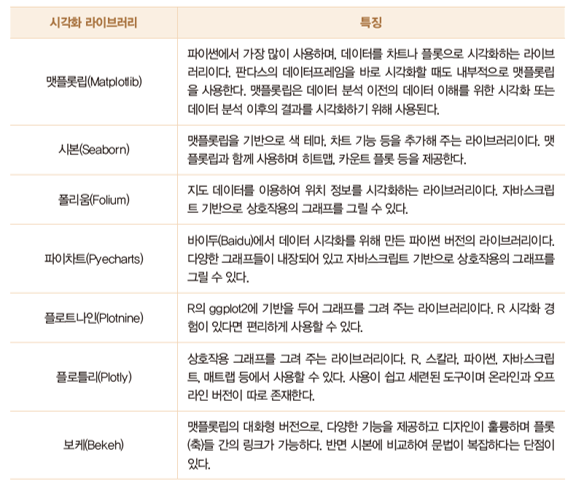 시각화 라이브러리
특징
맷플롯립(Matplotlib)
파이썬에서 가장 많이 사용하며, 데이터를 차트나 플롯으로 시각화하는 라이브
러리이다. 판다스의 데이터프레임을 바로 시각화할 때도 내부적으로 맷플롯립
을 사용한다. 맷플롯립은 데이터 분석 이전의 데이터 이해를 위한 시각화 또는
데이터 분석 이후의 결과를 시각화하기 위해 사용된다.
시본(Seaborn)
맷플롯립을 기반으로 색 테마, 차트 기능 등을 추가해 주는 라이브러리이다. 맷
플롯립과 함께 사용하며 히트맵, 카운트 플롯 등을 제공한다.
폴리움(Folium)
지도 데이터를 이용하여 위치 정보를 시각화하는 라이브러리이다. 자바스크립
트 기반으로 상호작용의 그래프를 그릴 수 있다.
파이차트(Pyecharts)
바이두(Baidu)에서 데이터 시각화를 위해 만든 파이썬 버전의 라이브러리이다.
다양한 그래프들이 내장되어 있고 자바스크립트 기반으로 상호작용의 그래프를
그릴 수 있다.
플로트나인(Plotnine)
R의 ggplot2에 기반을 두어 그래프를 그려 주는 라이브러리이다. R 시각화 경
험이 있다면 편리하게 사용할 수 있다.
플로틀리(Plotly)
상호작용 그래프를 그려 주는 라이브러리이다. R, 스칼라, 파이썬, 자바스크립
트, 매트랩 등에서 사용할 수 있다. 사용이 쉽고 세련된 도구이며 온라인과 오프
라인 버전이 따로 존재한다.
보케(Bekeh)
맷플롯립의 대화형 버전으로, 다양한 기능을 제공하고 디자인이 훌륭하며 플롯
(축)들 간의 링크가 가능하다. 반면 시본에 비교하여 문법이 복잡하다는 단점이
있다.